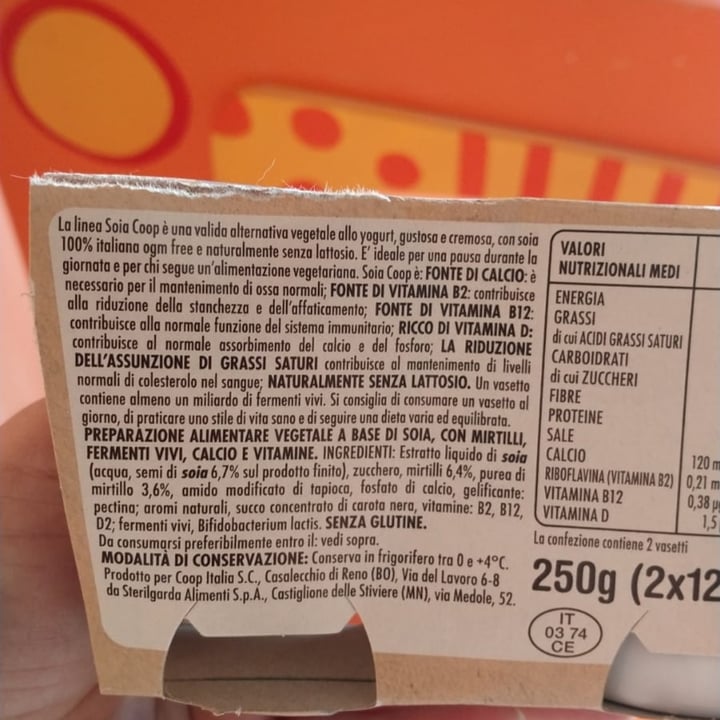 La linea Soia Coop è una valida alternativa vegetale allo yogurt, gustosa e cremosa, con soia
100% italiana ogm free e naturalmente senza lattosio. E' ideale per una pausa durante la
giornata e per chi segue un'alimentazione vegetariana. Soia Coop è: FONTE DI CALCIO: è
necessario per il mantenimento di ossa normali; FONTE DI VITAMINA B2: contribuisce
alla riduzione della stanchezza e dell'affaticamento; FONTE DI VITAMINA B12:
contribuisce alla normale funzione del sistema immunitario; RICCO DI VITAMINA D:
contribuisce al normale assorbimento del calcio e del fosforo; LA RIDUZIONE
DELL'ASSUNZIONE DI GRASSI SATURI contribuisce al mantenimento di livelli
normali di colesterolo nel sangue; NATURALMENTE SENZA LATTOSIO. Un vasetto
contiene almeno un miliardo di fermenti vivi. Si consiglia di consumare un vasetto al
giorno, di praticare uno stile di vita sano e di seguire una dieta varia ed equilibrata.
PREPARAZIONE ALIMENTARE VEGETALE A BASE DI SOIA, CON MIRTILLI,
FERMENTI VIVI, CALCIO E VITAMINE. INGREDIENTI: Estratto liquido di soia
(acqua, semi di soia 6,7% sul prodotto finito), zucchero, mirtilli 6,4%, purea di
mirtillo 3,6%, amido modificato di tapioca, fosfato di calcio, gelificante:
pectina; aromi naturali, succo concentrato di carota nera, vitamine: B2, B12,
D2; fermenti vivi, Bifidobacterium lactis. SENZA GLUTINE.
Da consumarsi preferibilmente entro il: vedi sopra.
MODALITÀ DI CONSERVAZIONE: Conserva in frigorifero tra 0 e +4°C.
Prodotto per Coop Italia S.C., Casalecchio di Reno (BO), Via del Lavoro 6-8
da Sterilgarda Alimenti S.p.A., Castiglione delle Stiviere (MN), via Medole, 52.
VALORI
NUTRIZIONALI MEDI
ENERGIA
GRASSI
di cui ACIDI GRASSI SATURI
CARBOIDRATI
di cui ZUCCHERI
FIBRE
PROTEINE
SALE
CALCIO 120 m
RIBOFLAVINA (VITAMINA B2) 0,21 m
VITAMINA B12 0,38 µ
VITAMINA D 1,5
La confezione contiene 2 vasetti
250g (2x12
IT
03 74
CE